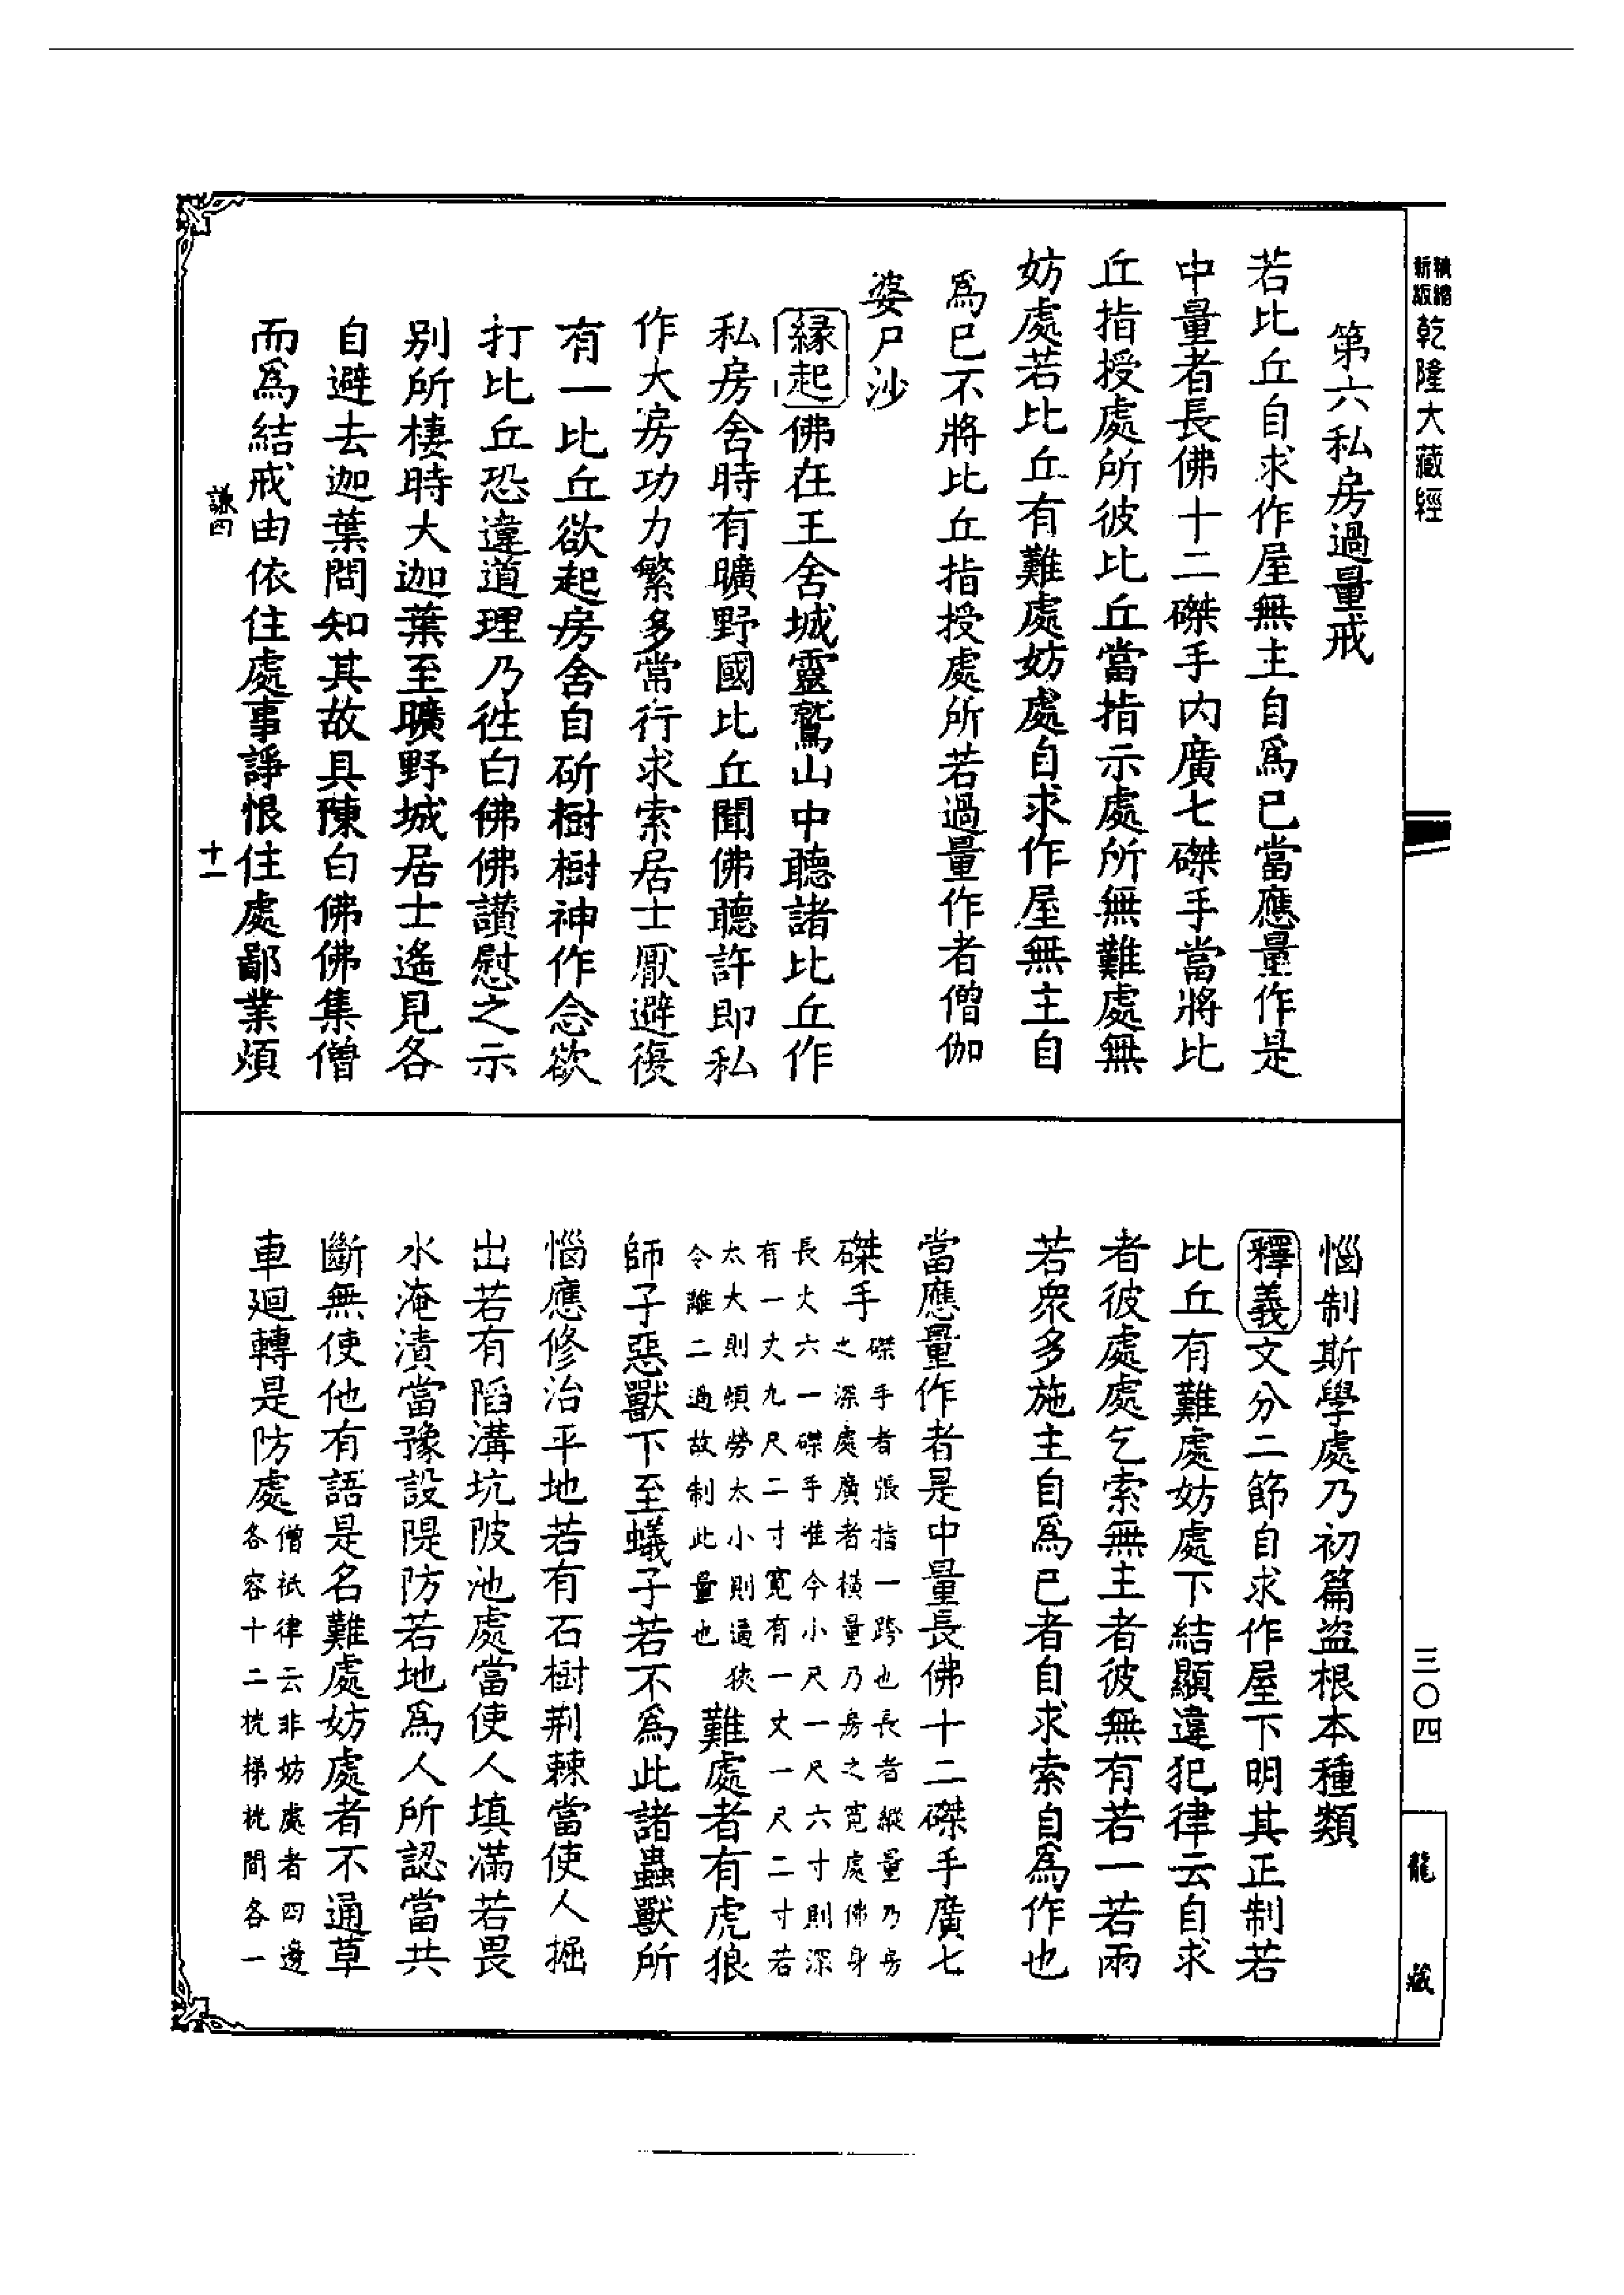 精縮新版乾隆大藏經
第六私房過量戒
若比丘自求作屋無主自爲己當應量作是
中量者長佛十二磔手内廣七磔手當將比
丘指授處所彼比丘當指示處所無難處無
妨處若比丘有難處妨處自求作屋無主自
爲己不將比丘指授處所若過量作者僧伽
婆尸沙
緣起佛在王舍城靈鷲山中聽諸比丘作
私房舍時有曠野國比丘聞佛聽許即私
作大房功力繁多常行求索居士厭避復
有一比丘欲起房舍自斫樹樹神作念欲
打比丘恐違道理乃徃白佛佛讃慰之示
别所棲時大迦葉至曠野城居士遙見各
自避去迦葉問知其故具陳白佛佛集僧
而爲結戒由依住處事諍恨住處鄙業煩
謙四
十一
惱制斯學處乃初篇盜根本種類
釋義文分二節自求作屋下明其正制若
比丘有難處妨處下結顯違犯律云自求
者彼處處乞索無主者彼無有若一若兩
若衆多施主自爲己者自求索自爲作也
當應量作者是中量長佛十二磔手廣七
磔手磔手者張指一跨也長者縱量乃房
之深處廣者橫量乃房之寛處佛身
長丈六一磔手准今小尺一尺六寸則深
有一丈九尺二寸寛有一丈一尺二寸若
太大則煩勞太小則逼狹
令離二過故制此量也難處者有虎狼
師子惡獸下至蟻子若不爲此諸蟲獸所
惱應修治平地若有石樹荆棘當使人掘
出若有陷溝坑陂池處當使人填滿若畏
水淹漬當豫設隄防若地爲人所認當共
斷無使他有語是名難處妨處者不通草
車迴轉是防處僧祇律云非妨處者四邊
各容十二桄梯桄間各一
三〇四
龍藏